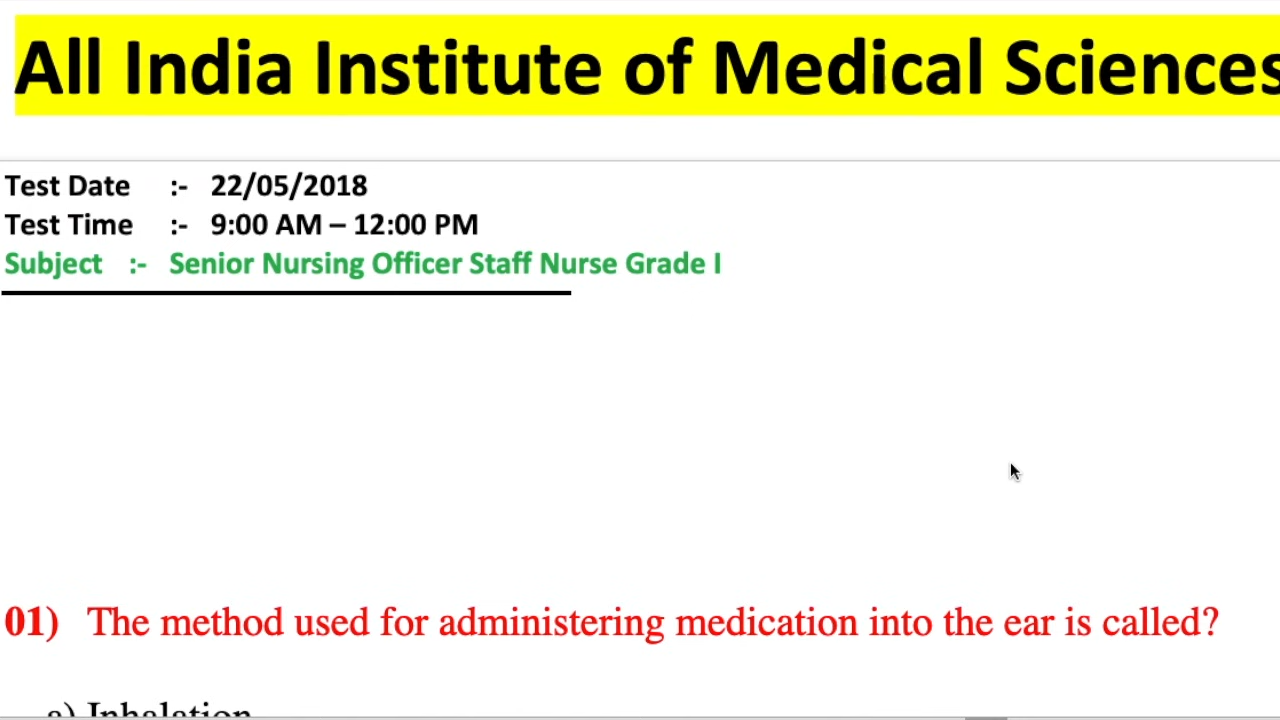 All India Institute of Medical Sciences
Test Date :- 22/05/2018
Test Time :- 9:00 AM – 12:00 PM
Subject :- Senior Nursing Officer Staff Nurse Grade I
01) The method used for administering medication into the ear is called?
a) Inhalation